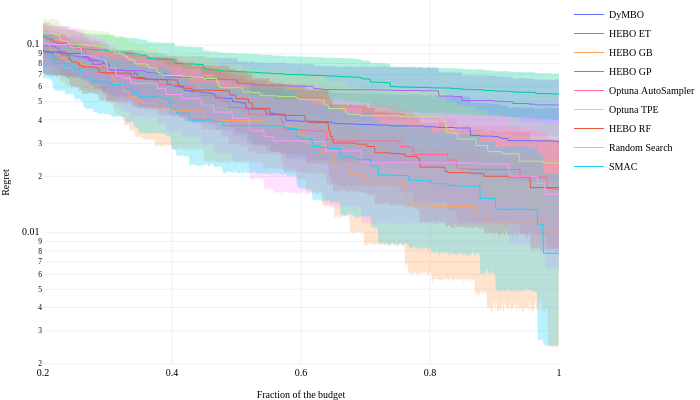 0.1
9
8
7
6
5
4
3
2
0.01
9
8
7
6
5
4
3
2
0.2
0.4
0.6
0.8
1
Regret
Fraction of the budget
DyMBO
HEBO ET
HEBO GB
HEBO GP
Optuna AutoSampler
Optuna TPE
HEBO RF
Random Search
SMAC